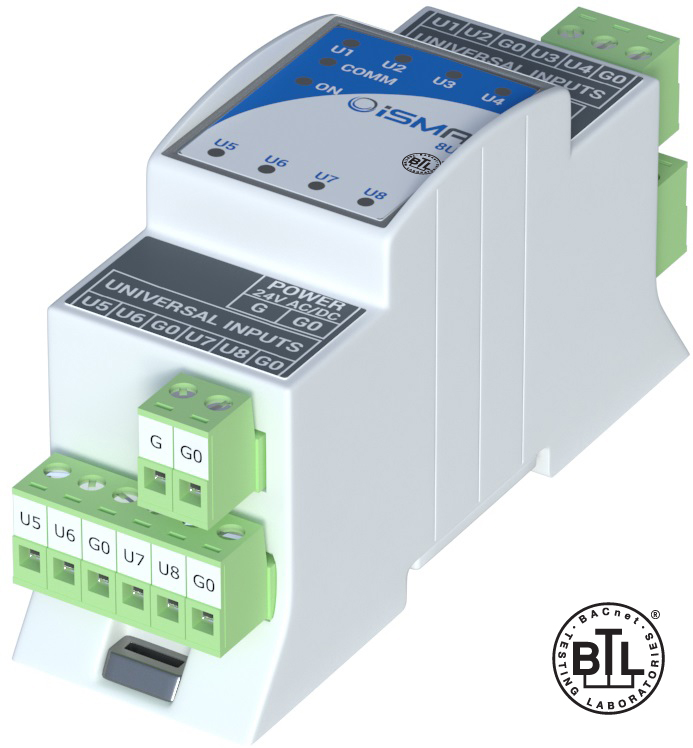 U1 U2 G0 U3 U4 G0
UNIVERSAL INPUTS
U1 U2 U3 U4
COMM
ON
iSMA
8U
BTL
U5 U6 U7 U8
POWER
24V AC/DC
G G0
UNIVERSAL INPUTS
U5 U6 G0 U7 U8 G0
G G0
U5 U6 G0 U7 U8 G0
· BACnet ·
TESTING LABORATORIES
BTL
®